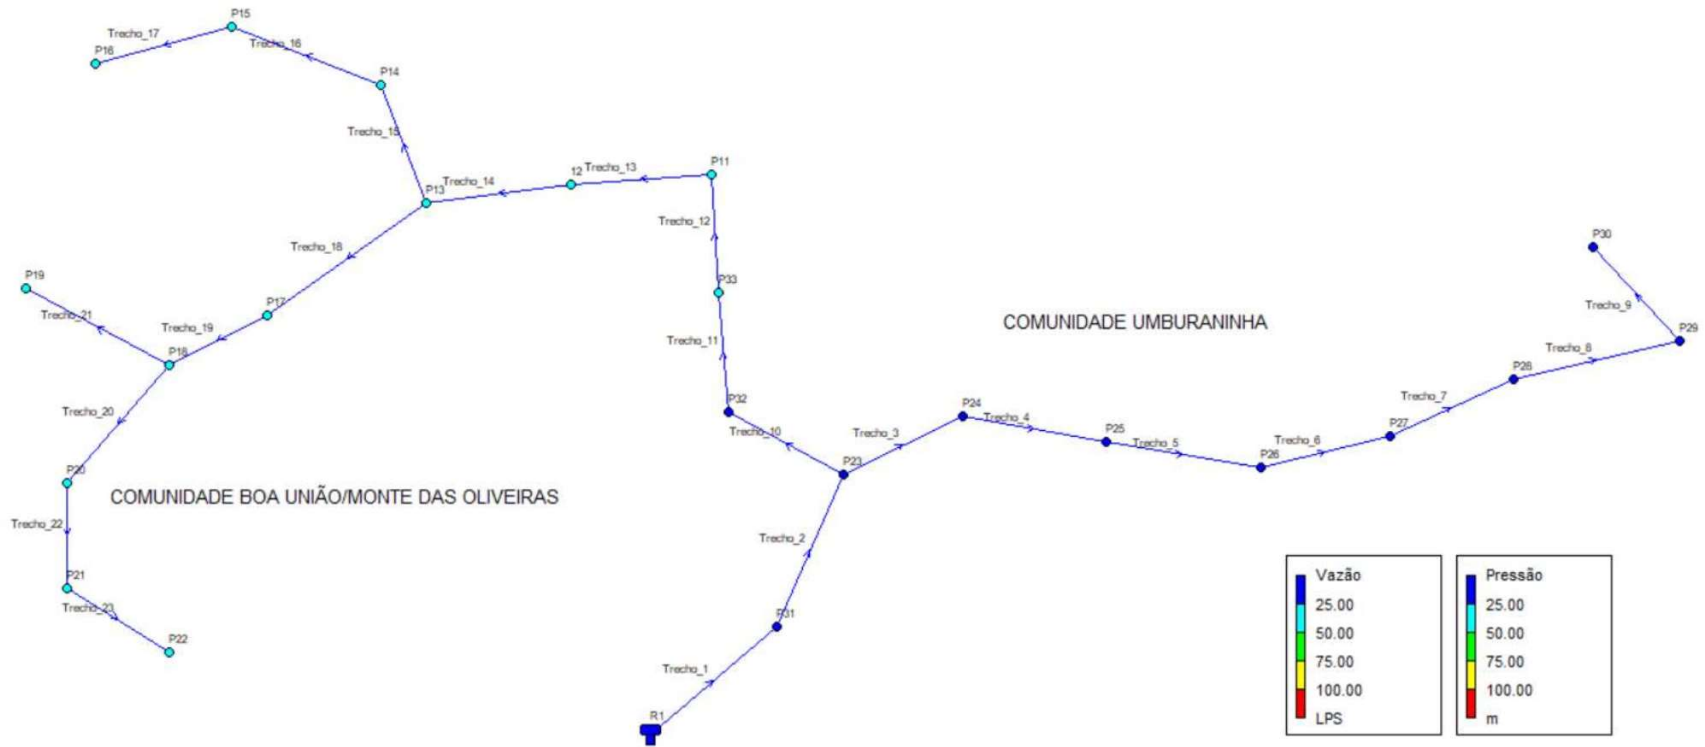 P15
Trecho_17
Trecho_16
P16
P14
Trecho_15
P11
12
Trecho_13
Trecho_14
P13
Trecho_12
P30
Trecho_18
P19
P33
Trecho_9
Trecho_21
P17
COMUNIDADE UMBURANINHA
Trecho_19
P29
Trecho_11
P18
Trecho_8
P28
P32
Trecho_7
Trecho_20
P24
Trecho_4
P27
Trecho_10
Trecho_3
P25
Trecho_5
Trecho_6
P26
P20
P23
COMUNIDADE BOA UNIÃO/MONTE DAS OLIVEIRAS
Trecho_22
Trecho_2
P21
Trecho_23
P31
P22
Trecho_1
R1
Vazão
25.00
50.00
75.00
100.00
LPS
Pressão
25.00
50.00
75.00
100.00
m